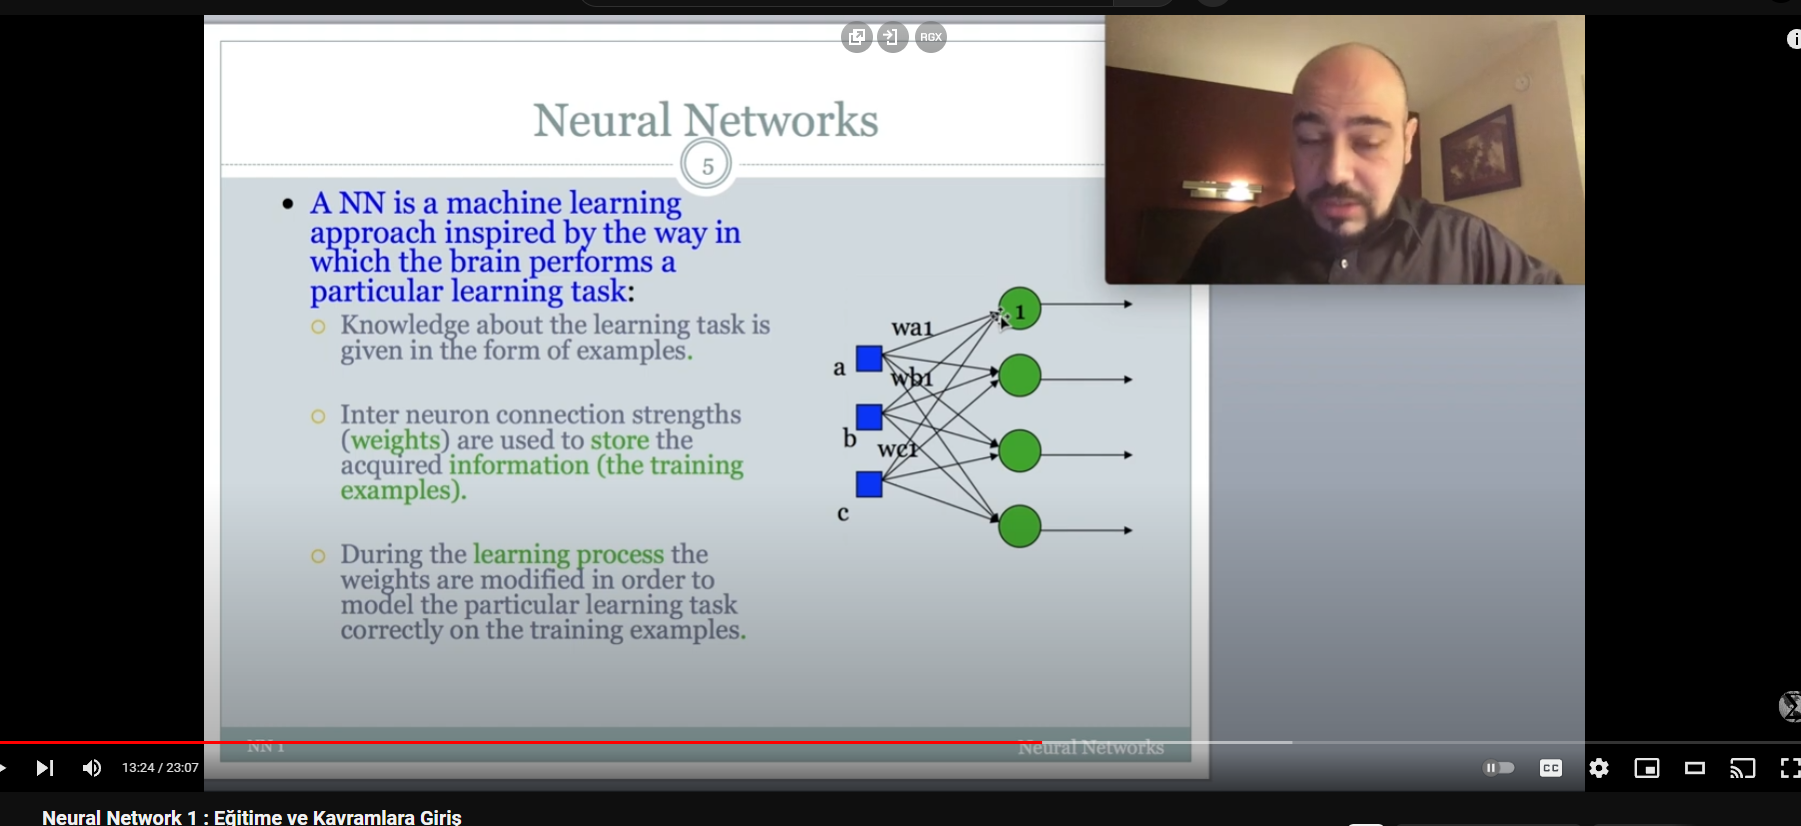 RGX
Neural Networks
5
A NN is a machine learning
approach inspired by the way in
which the brain performs a
particular learning task:
Knowledge about the learning task is
given in the form of examples.
Inter neuron connection strengths
(weights) are used to store the
acquired information (the training
examples).
During the learning process the
weights are modified in order to
model the particular learning task
correctly on the training examples.
wa1
1
a
wb1
b
wc1
c
NN 1
Neural Networks
13:24 / 23:07
CC
Neural Network 1 : Eğitime ve Kavramlara Giriş